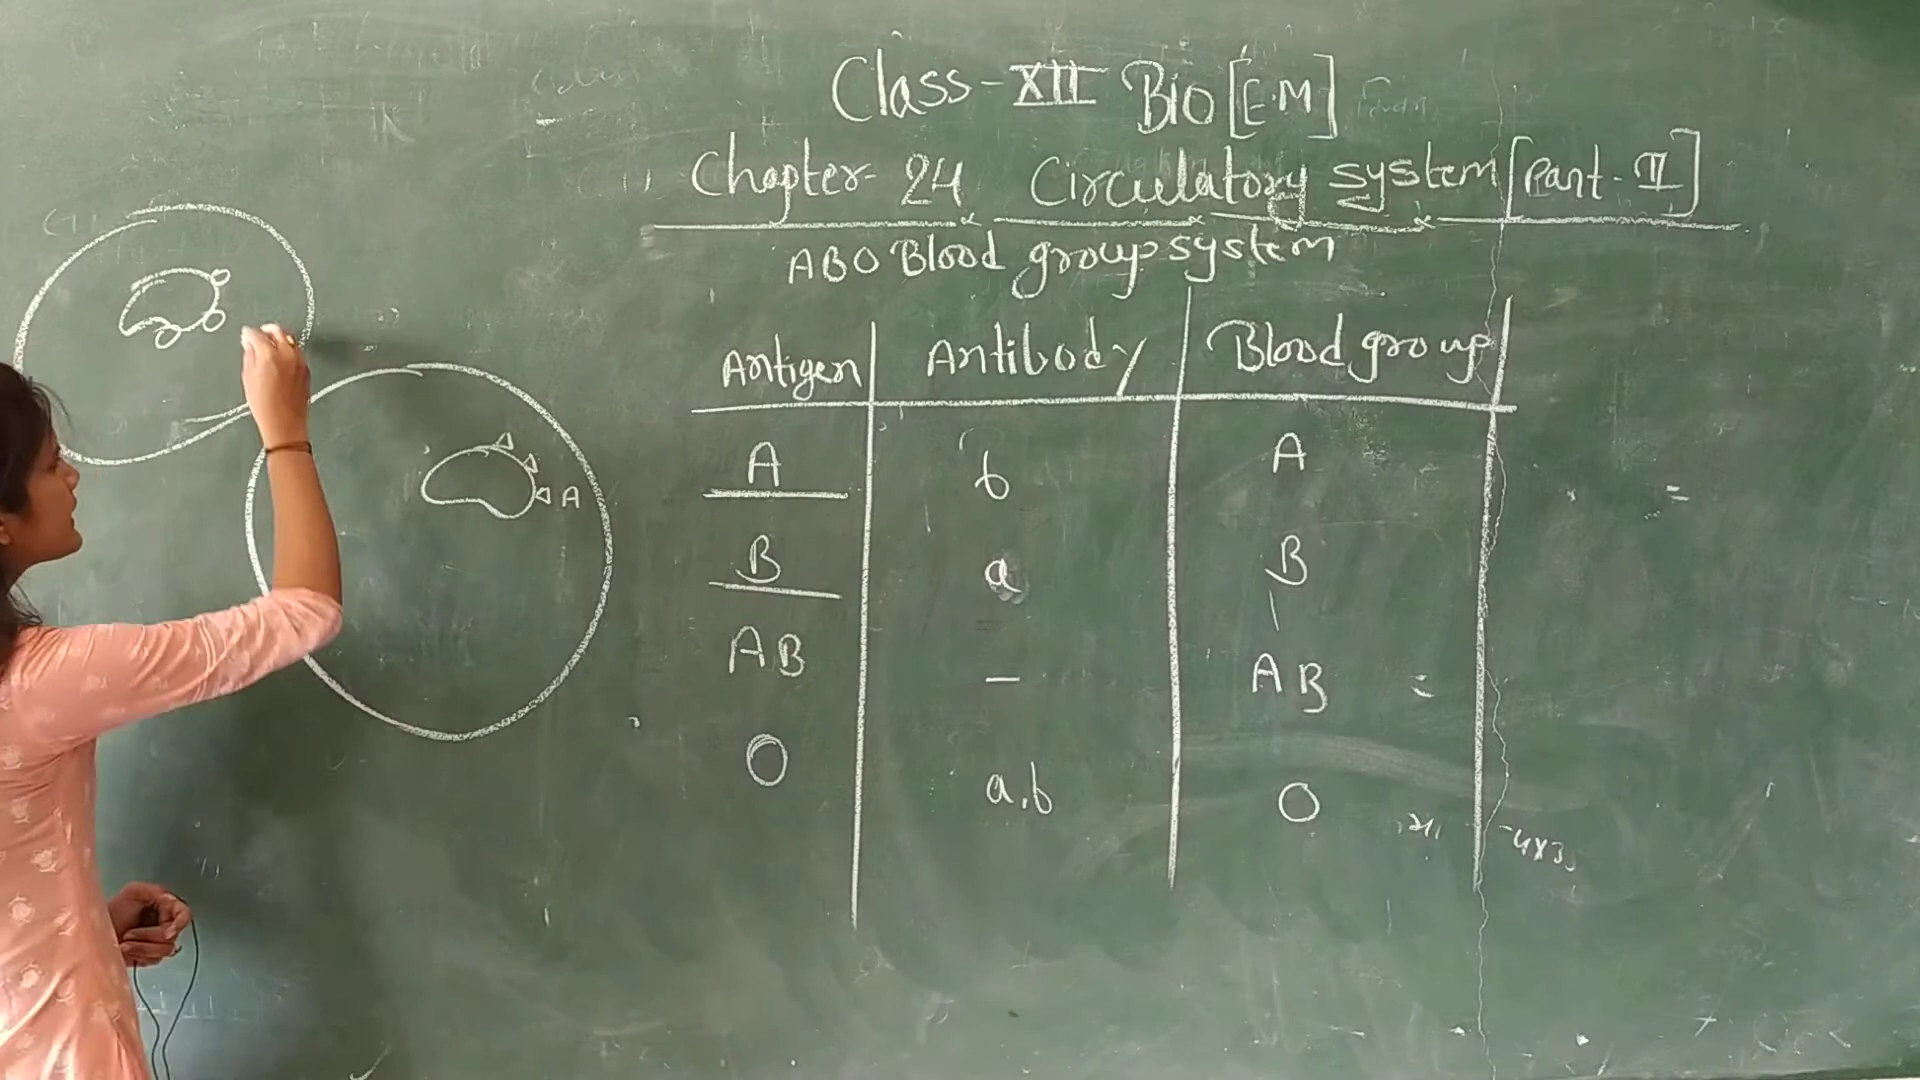 Class-XII Bio [E.M]
Chapter-24 Circulatory system [Part-II]
ABO Blood group system
Antigen Antibody Blood group
A b A
B a B
AB - AB
O a,b O
A
-4x3